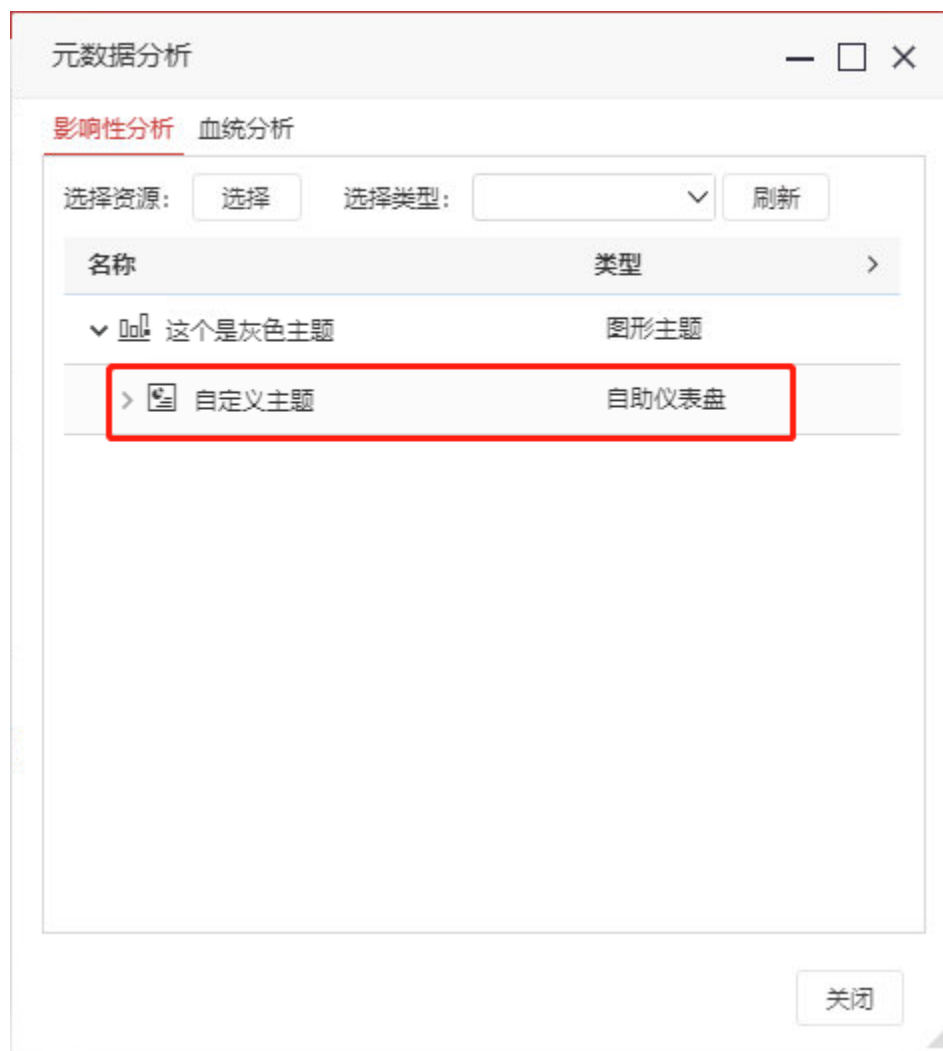 元数据分析
影响性分析 血统分析
选择资源: 选择 选择类型: 刷新
名称 类型
这个是灰色主题 图形主题
自定义主题 自助仪表盘
关闭